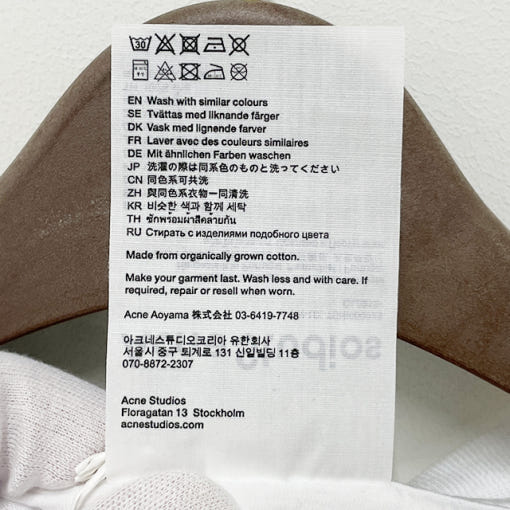 30
EN Wash with similar colours
SE Tvättas med liknande färger
DK Vask med lignende farver
FR Laver avec des couleurs similaires
DE Mit ähnlichen Farben waschen
JP 洗濯の際は同系色のものと洗ってください
CN 同色系可共洗
ZH 與同色系衣物一同清洗
KR 비슷한 색과 함께 세탁
TH ซักพร้อมผ้าสีคล้ายกัน
RU Стирать с изделиями подобного цвета
Made from organically grown cotton.
Make your garment last. Wash less and with care. If
required, repair or resell when worn.
Acne Aoyama 株式会社 03-6419-7748
아크네스튜디오코리아 유한회사
서울시 중구 퇴계로 131 신일빌딩 11층
070-8872-2307
Acne Studios
Floragatan 13 Stockholm
acnestudios.com